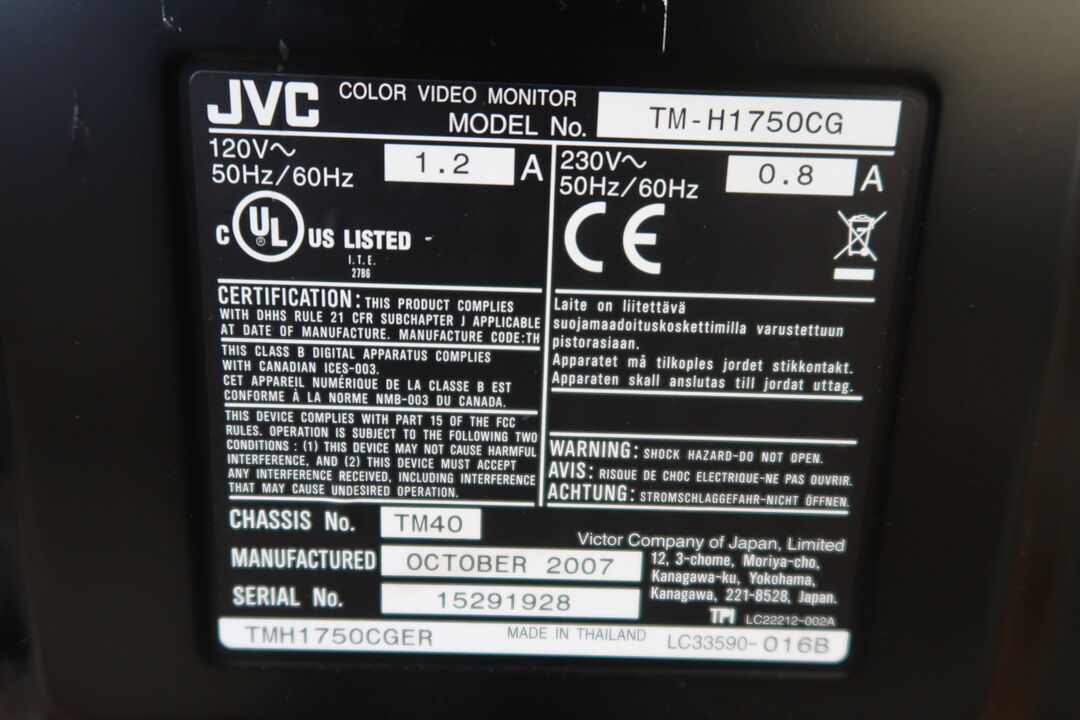 JVC COLOR VIDEO MONITOR
MODEL No. TM-H1750CG
120V～
50Hz/60Hz 1.2 A
230V～
50Hz/60Hz 0.8 A
C UL ® US LISTED
I.T.E.
2786
CE
CERTIFICATION: THIS PRODUCT COMPLIES
WITH DHHS RULE 21 CFR SUBCHAPTER J APPLICABLE
AT DATE OF MANUFACTURE. MANUFACTURE CODE:TH
THIS CLASS B DIGITAL APPARATUS COMPLIES
WITH CANADIAN ICES-003.
CET APPAREIL NUMÉRIQUE DE LA CLASSE B EST
CONFORME À LA NORME NMB-003 DU CANADA.
THIS DEVICE COMPLIES WITH PART 15 OF THE FCC
RULES. OPERATION IS SUBJECT TO THE FOLLOWING TWO
CONDITIONS : (1) THIS DEVICE MAY NOT CAUSE HARMFUL
INTERFERENCE, AND (2) THIS DEVICE MUST ACCEPT
ANY INTERFERENCE RECEIVED, INCLUDING INTERFERENCE
THAT MAY CAUSE UNDESIRED OPERATION.
Laite on liitettävä
suojamaadoituskoskettimilla varustettuun
pistorasiaan.
Apparatet må tilkoples jordet stikkontakt.
Apparaten skall anslutas till jordat uttag.
WARNING: SHOCK HAZARD-DO NOT OPEN.
AVIS: RISQUE DE CHOC ELECTRIQUE-NE PAS OUVRIR.
ACHTUNG: STROMSCHLAGGEFAHR-NICHT ÖFFNEN.
CHASSIS No. TM40
MANUFACTURED OCTOBER 2007
SERIAL No. 15291928
Victor Company of Japan, Limited
12, 3-chome, Moriya-cho,
Kanagawa-ku, Yokohama,
Kanagawa, 221-8528, Japan.
LC22212-002A
TMH1750CGER MADE IN THAILAND LC33590-016B